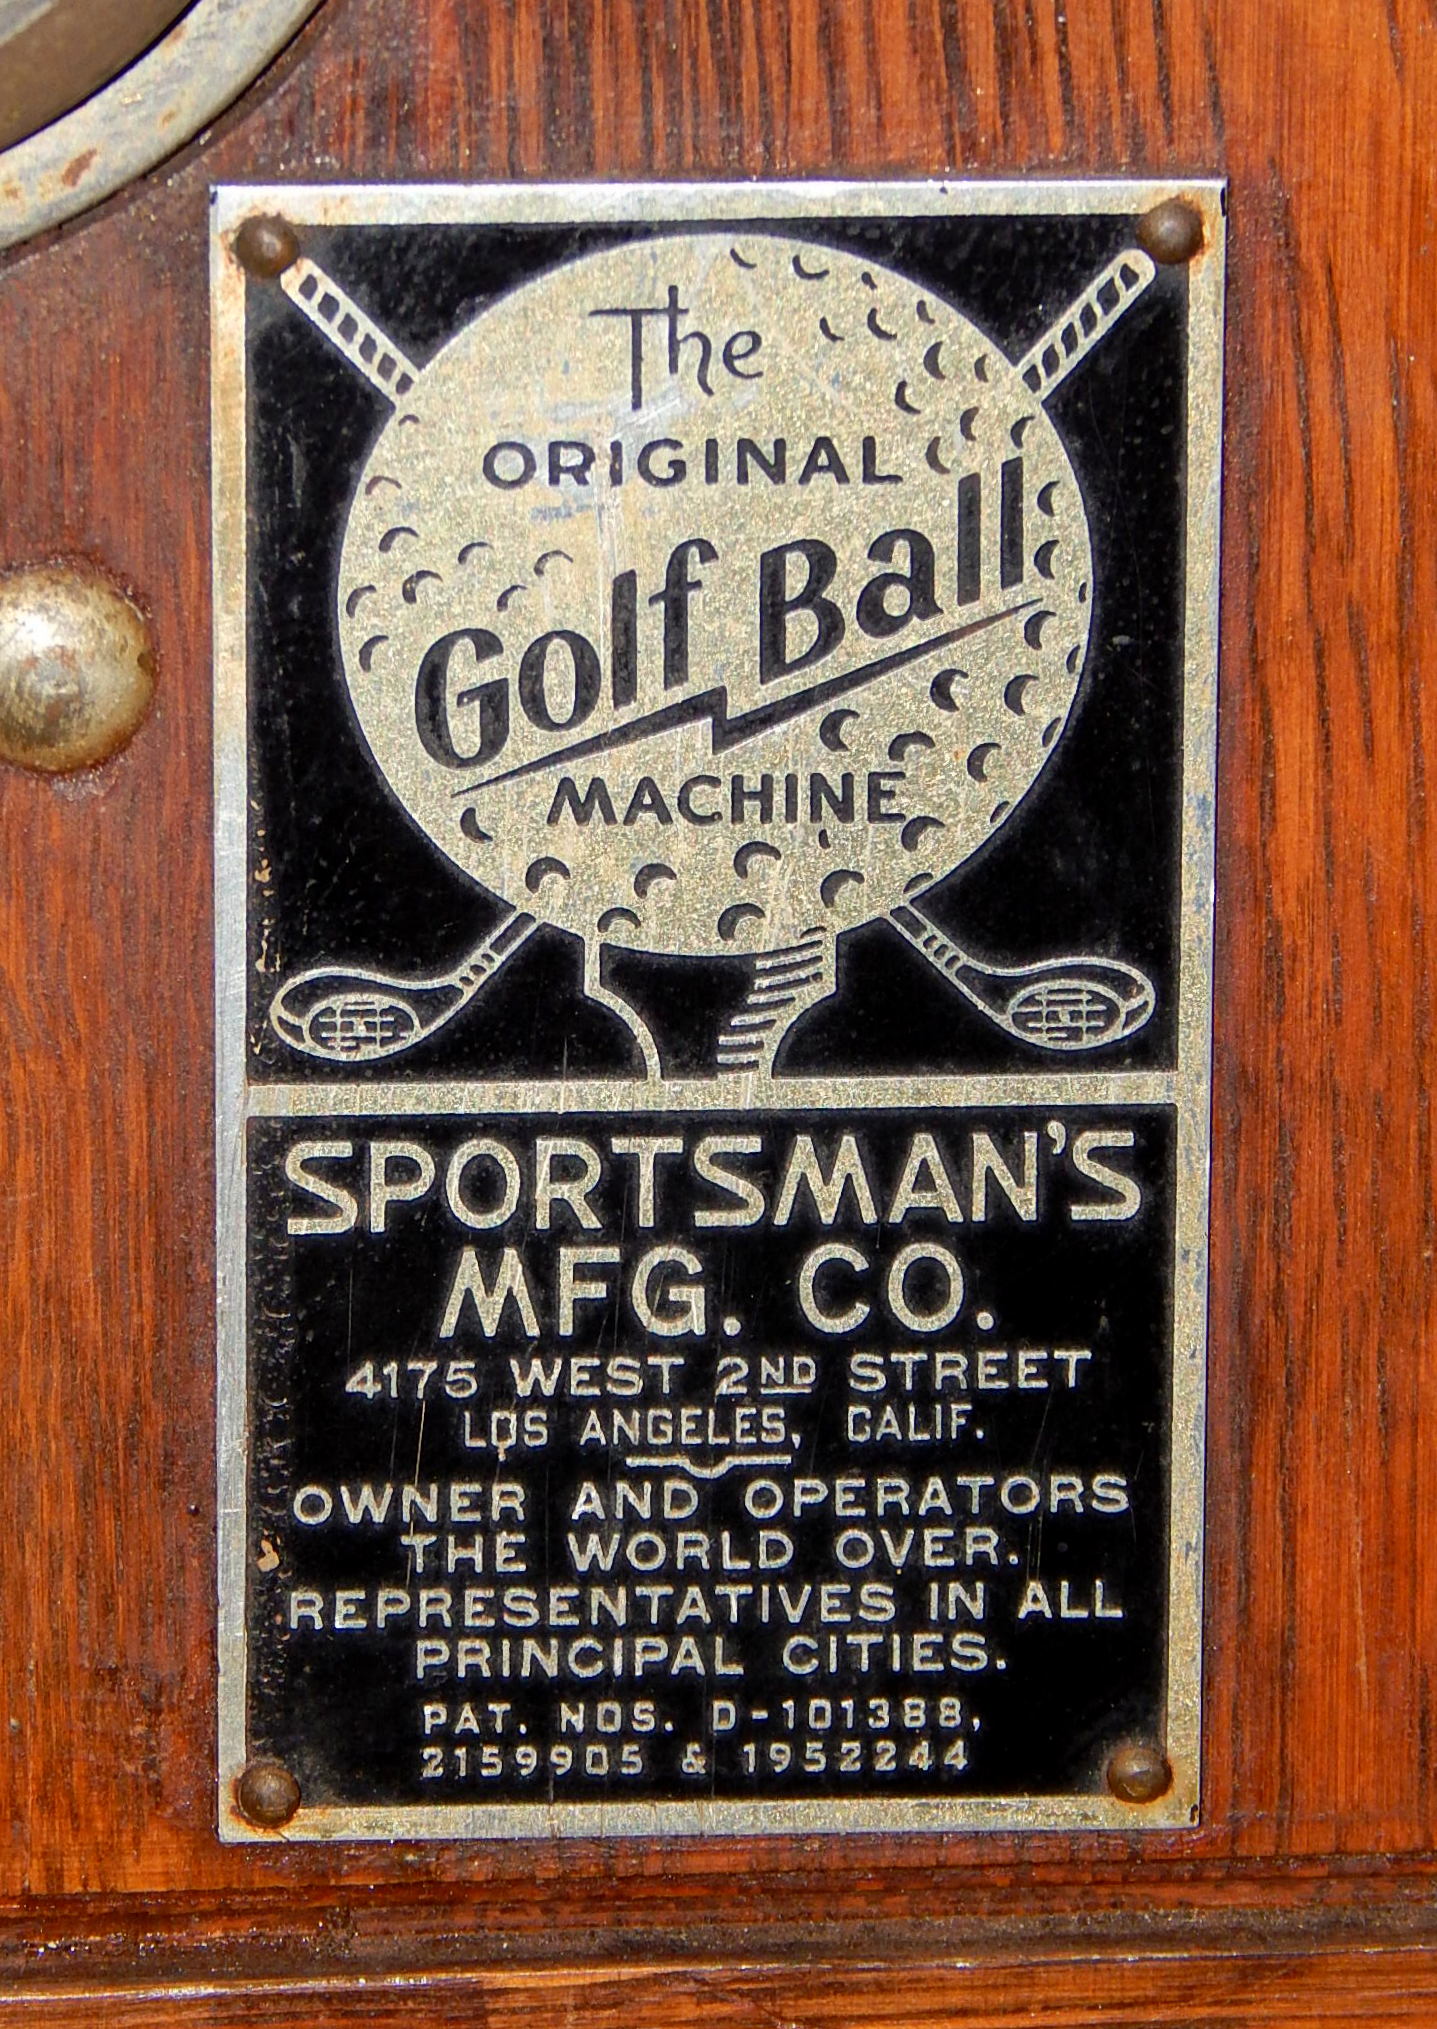 The
ORIGINAL
Golf Ball
MACHINE
SPORTSMAN'S
MFG. CO.
4175 WEST 2ND STREET
LOS ANGELES, CALIF.
OWNER AND OPERATORS
THE WORLD OVER.
REPRESENTATIVES IN ALL
PRINCIPAL CITIES.
PAT. NOS. D-101388,
2159905 & 1952244